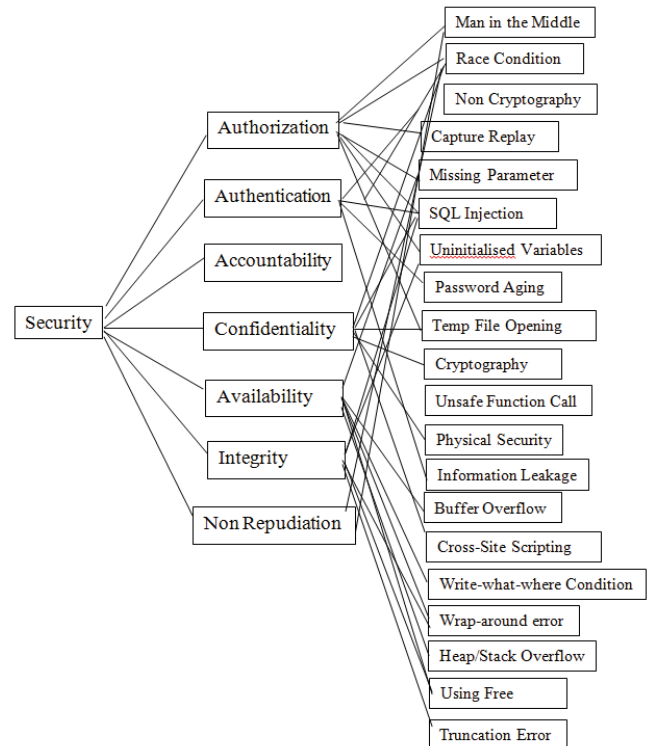 Security
Authorization
Authentication
Accountability
Confidentiality
Availability
Integrity
Non Repudiation
Man in the Middle
Race Condition
Non Cryptography
Capture Replay
Missing Parameter
SQL Injection
Uninitialised Variables
Password Aging
Temp File Opening
Cryptography
Unsafe Function Call
Physical Security
Information Leakage
Buffer Overflow
Cross-Site Scripting
Write-what-where Condition
Wrap-around error
Heap/Stack Overflow
Using Free
Truncation Error